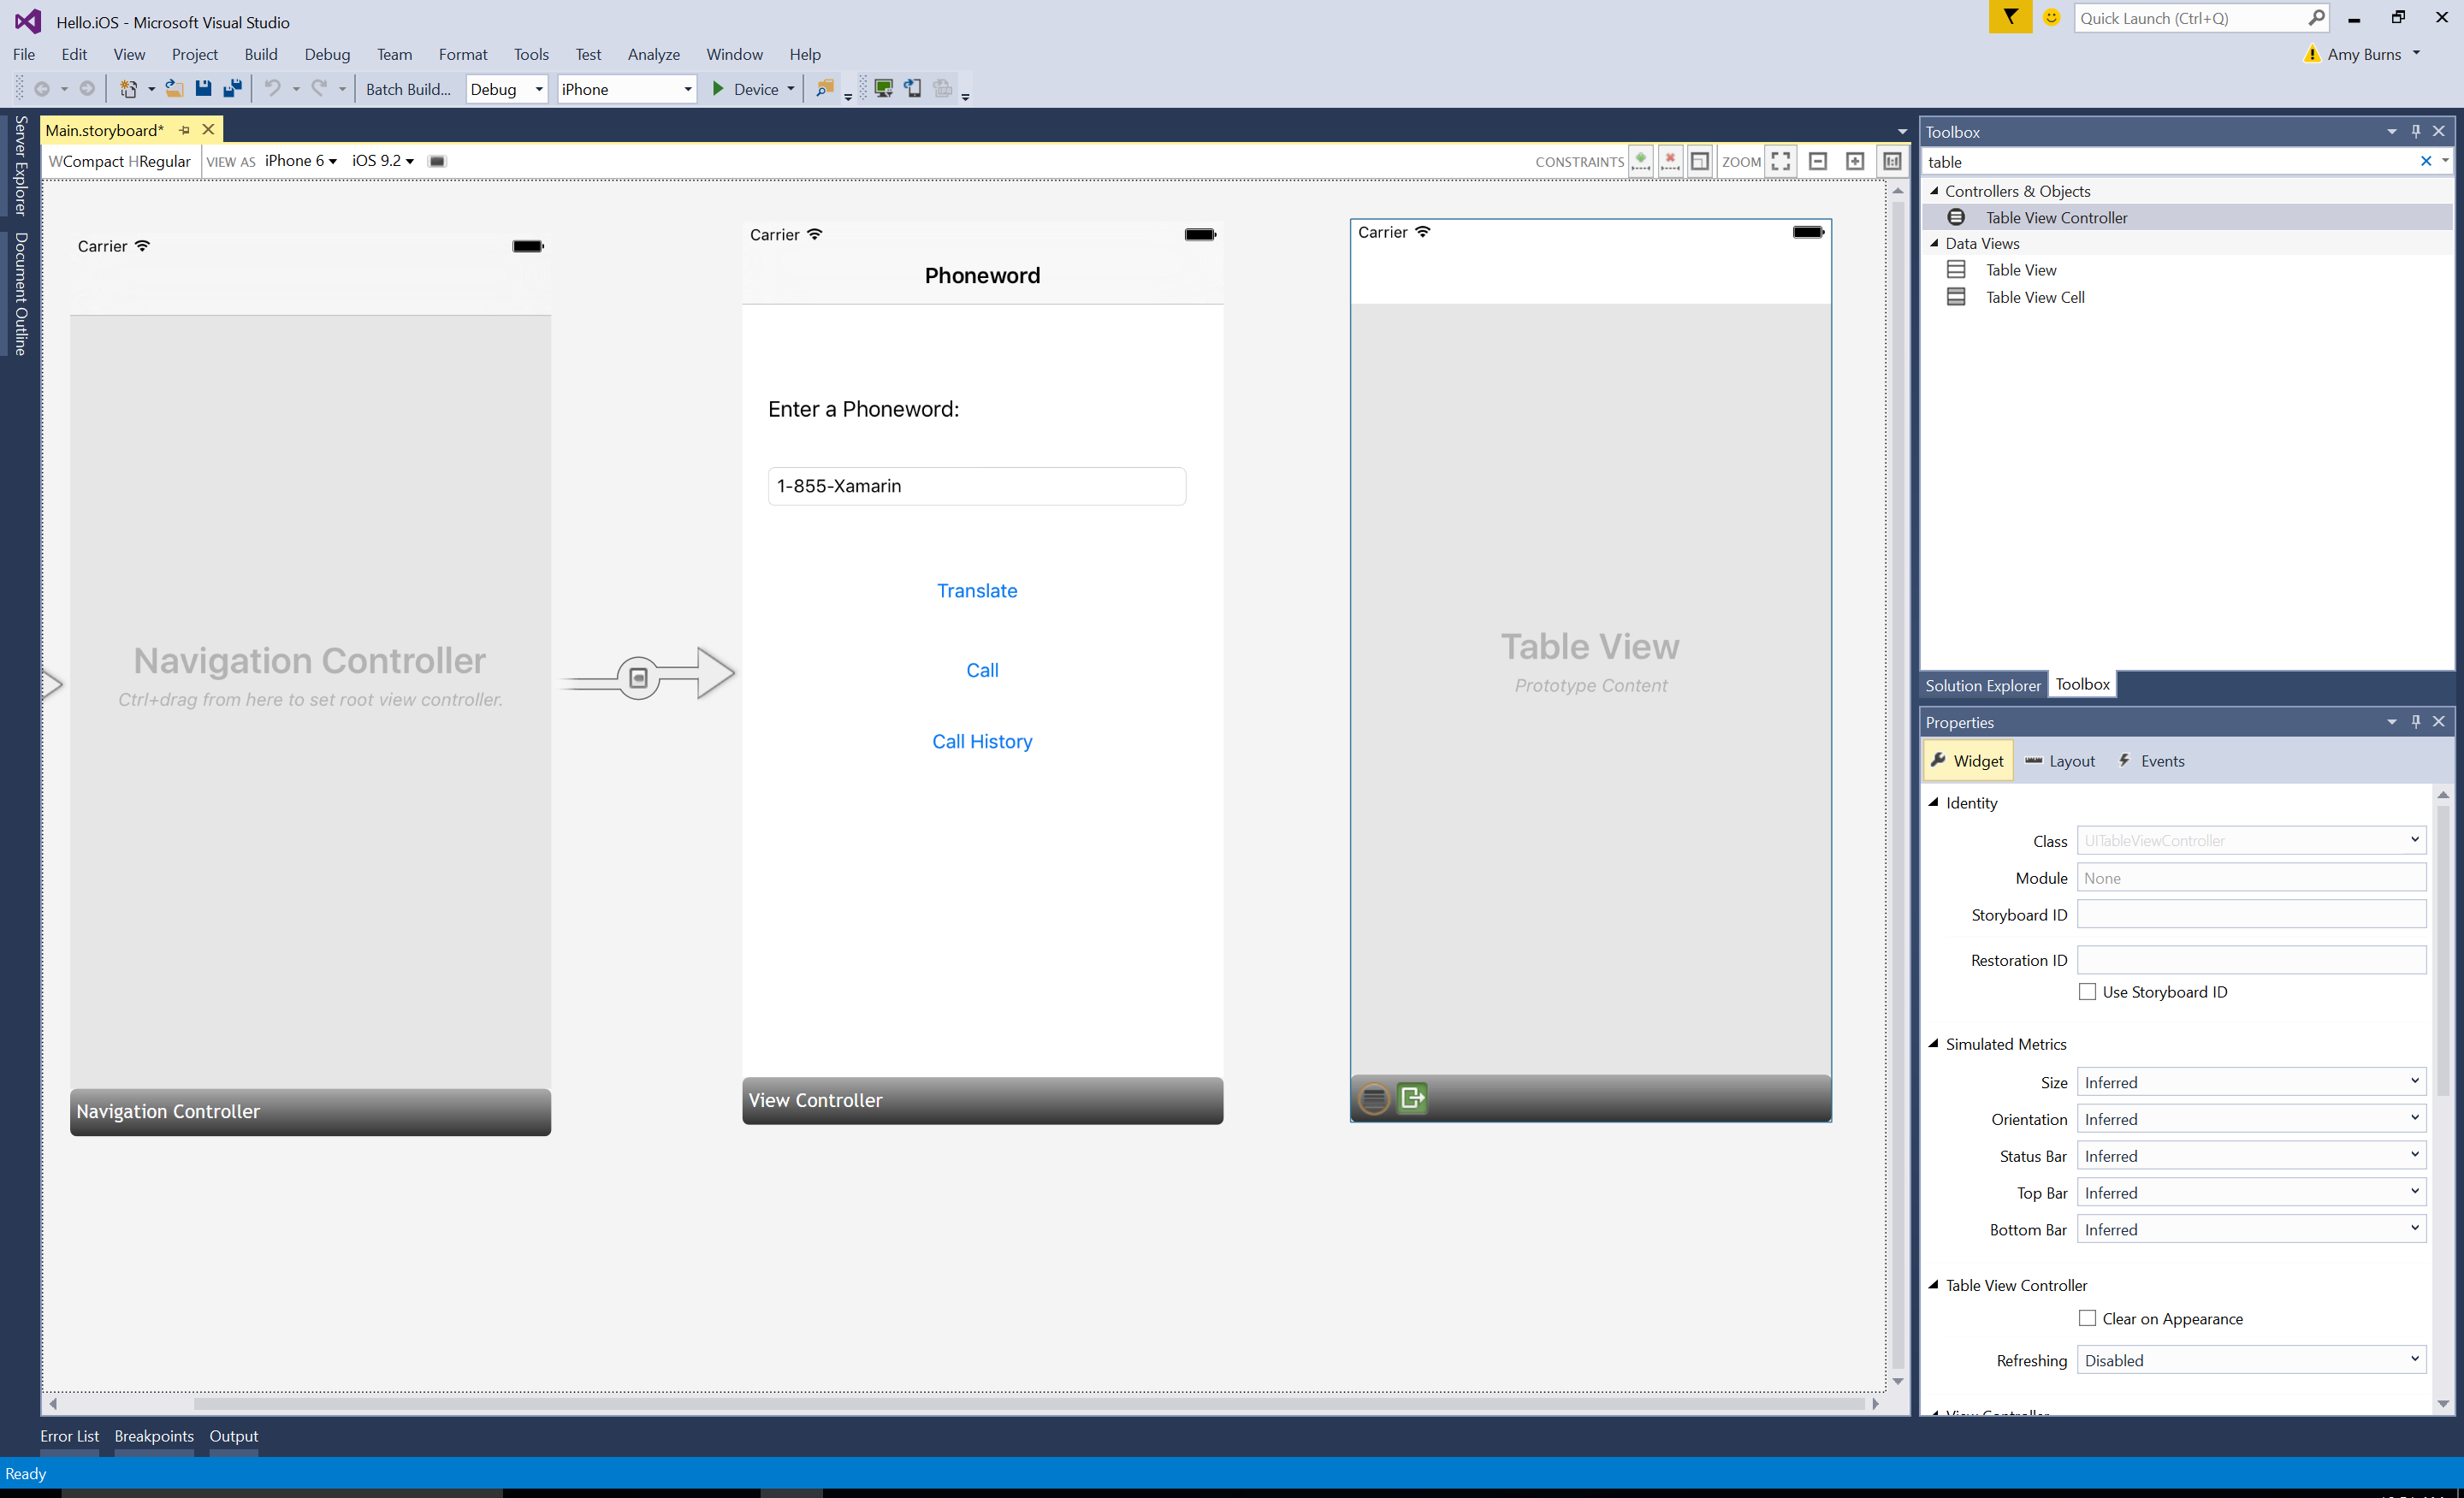 Hello.iOS - Microsoft Visual Studio
Quick Launch (Ctrl+Q)
File Edit View Project Build Debug Team Format Tools Test Analyze Window Help
Amy Burns
Batch Build... Debug iPhone Device
Server Explorer
Document Outline
Main.storyboard*
WCompact HRegular VIEW AS iPhone 6 iOS 9.2
CONSTRAINTS ZOOM
Carrier
Navigation Controller
Ctrl+drag from here to set root view controller.
Navigation Controller
Carrier
Phoneword
Enter a Phoneword:
1-855-Xamarin
Translate
Call
Call History
View Controller
Carrier
Table View
Prototype Content
Toolbox
table
Controllers & Objects
Table View Controller
Data Views
Table View
Table View Cell
Solution Explorer Toolbox
Properties
Widget Layout Events
Identity
Class UITableViewController
Module None
Storyboard ID
Restoration ID
Use Storyboard ID
Simulated Metrics
Size Inferred
Orientation Inferred
Status Bar Inferred
Top Bar Inferred
Bottom Bar Inferred
Table View Controller
Clear on Appearance
Refreshing Disabled
View Controller
Error List Breakpoints Output
Ready